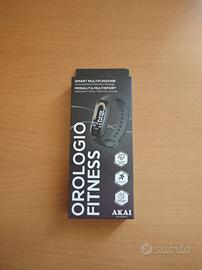 SMART MULTIFUNZIONE
MODALITÀ MULTISPORT
OROLOGIO
FITNESS
AKAI
subito